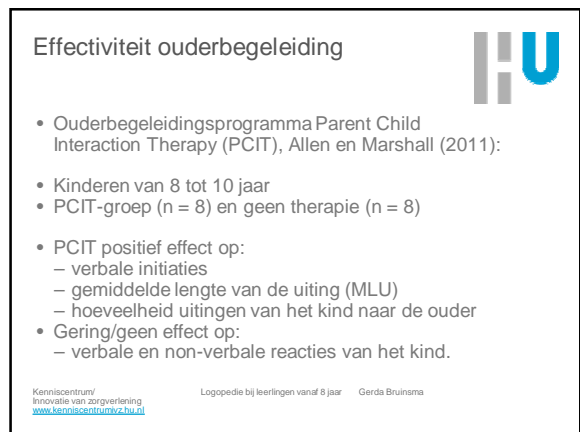 Effectiviteit ouderbegeleiding
HU
• Ouderbegeleidingsprogramma Parent Child
Interaction Therapy (PCIT), Allen en Marshall (2011):
• Kinderen van 8 tot 10 jaar
• PCIT-groep (n = 8) en geen therapie (n = 8)
• PCIT positief effect op:
– verbale initiaties
– gemiddelde lengte van de uiting (MLU)
– hoeveelheid uitingen van het kind naar de ouder
• Gering/geen effect op:
– verbale en non-verbale reacties van het kind.
Kenniscentrum/
Innovatie van zorgverlening
www.kenniscentrumivz.hu.nl
Logopedie bij leerlingen vanaf 8 jaar Gerda Bruinsma